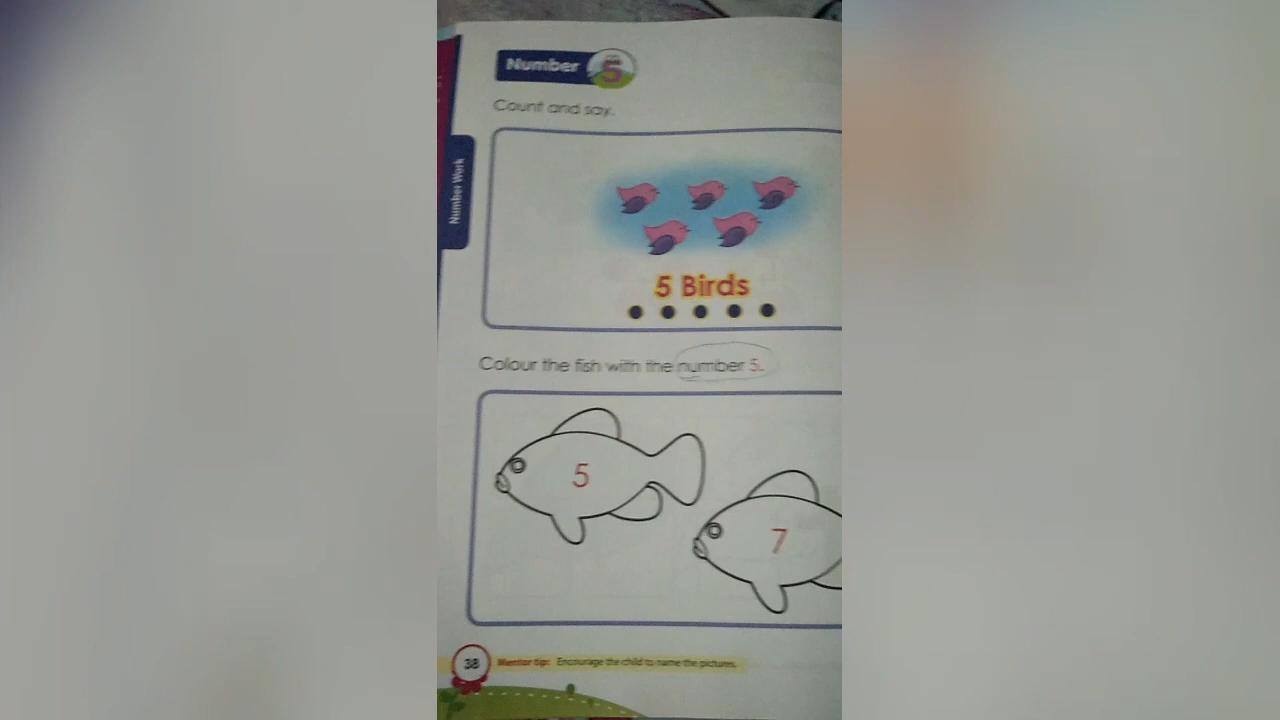 Number 5
Count and say.
Number Work
5 Birds
Colour the fish with the number 5.
5
7
38 Mentor tip: Encourage the child to name the pictures.